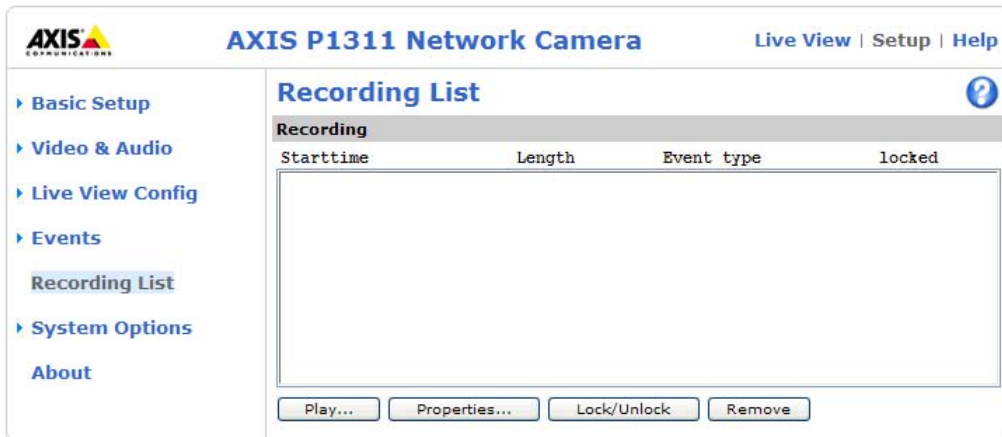 AXIS
COMMUNICATIONS
AXIS P1311 Network Camera
Live View | Setup | Help
Basic Setup
Video & Audio
Live View Config
Events
Recording List
System Options
About
Recording List
?
Recording
Starttime Length Event type locked
Play... Properties... Lock/Unlock Remove